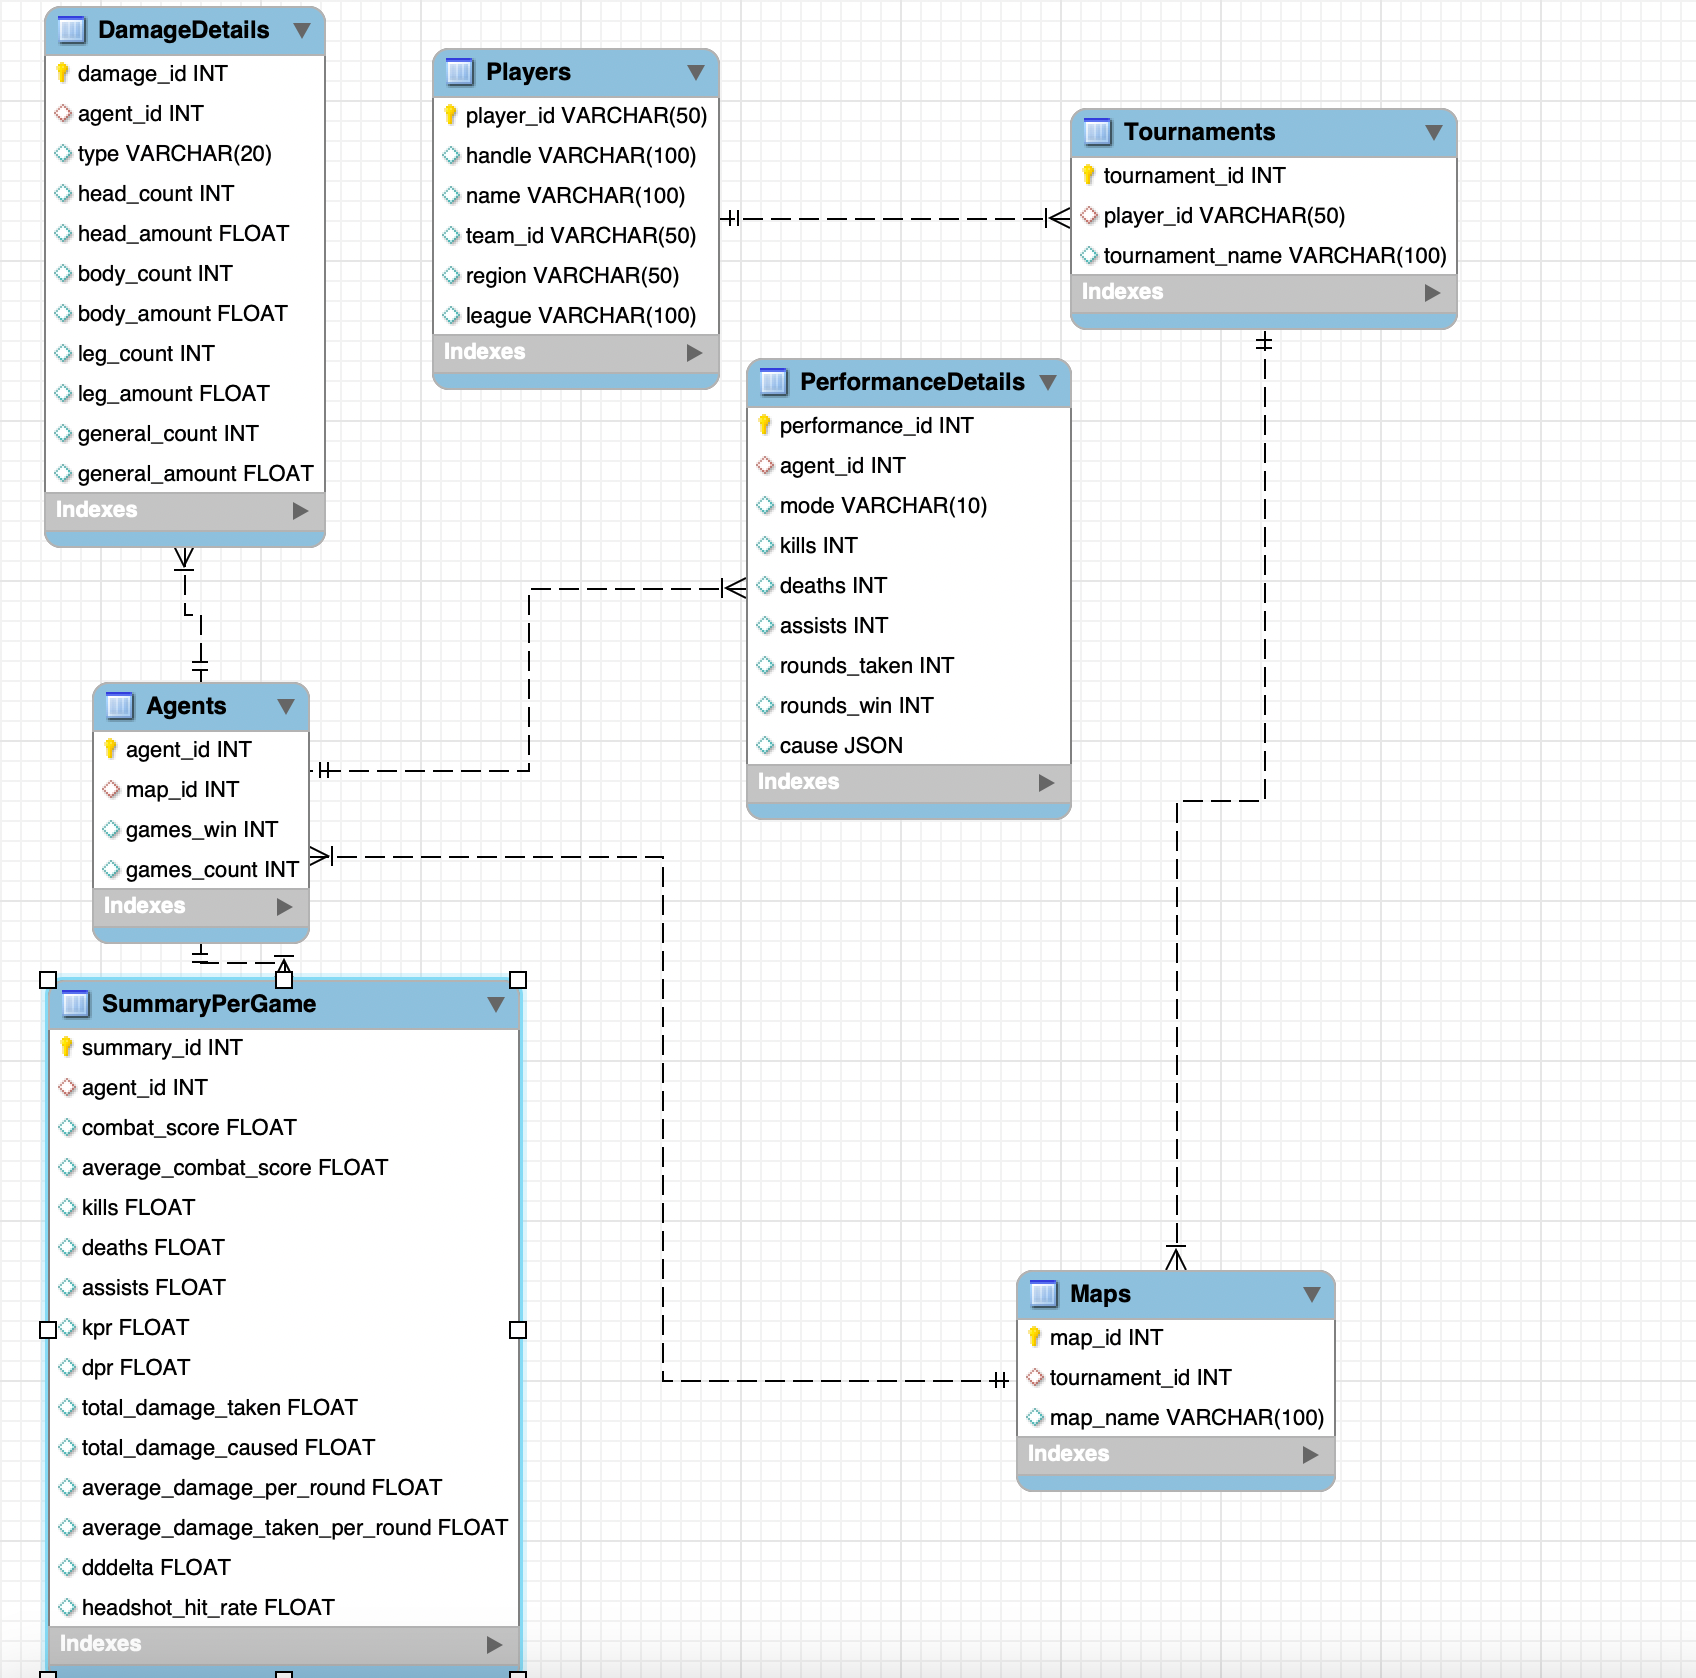 DamageDetails
damage_id INT
agent_id INT
type VARCHAR(20)
head_count INT
head_amount FLOAT
body_count INT
body_amount FLOAT
leg_count INT
leg_amount FLOAT
general_count INT
general_amount FLOAT
Indexes
Players
player_id VARCHAR(50)
handle VARCHAR(100)
name VARCHAR(100)
team_id VARCHAR(50)
region VARCHAR(50)
league VARCHAR(100)
Indexes
Tournaments
tournament_id INT
player_id VARCHAR(50)
tournament_name VARCHAR(100)
Indexes
PerformanceDetails
performance_id INT
agent_id INT
mode VARCHAR(10)
kills INT
deaths INT
assists INT
rounds_taken INT
rounds_win INT
cause JSON
Indexes
Agents
agent_id INT
map_id INT
games_win INT
games_count INT
Indexes
SummaryPerGame
summary_id INT
agent_id INT
combat_score FLOAT
average_combat_score FLOAT
kills FLOAT
deaths FLOAT
assists FLOAT
kpr FLOAT
dpr FLOAT
total_damage_taken FLOAT
total_damage_caused FLOAT
average_damage_per_round FLOAT
average_damage_taken_per_round FLOAT
dddelta FLOAT
headshot_hit_rate FLOAT
Indexes
Maps
map_id INT
tournament_id INT
map_name VARCHAR(100)
Indexes